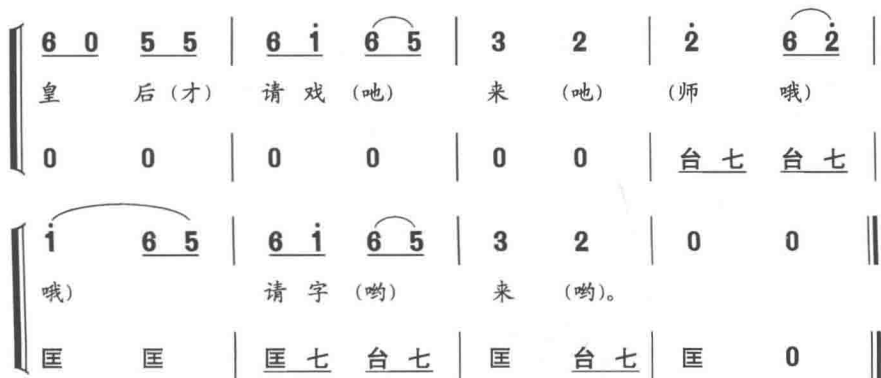 6 0 5 5 | 6 i̇ 6 5 | 3 2 | 2̇ 6 2̇ |
皇 后(才) 请 戏 (吔) 来 (吔) (师 哦)
0 0 | 0 0 | 0 0 | 台 七 台 七 |
i̇ 6 5 | 6 i̇ 6 5 | 3 2 | 0 0 ‖
哦) 请 字 (哟) 来 (哟)。
匡 匡 | 匡 七 台 七 | 匡 台 七 | 匡 0 ‖